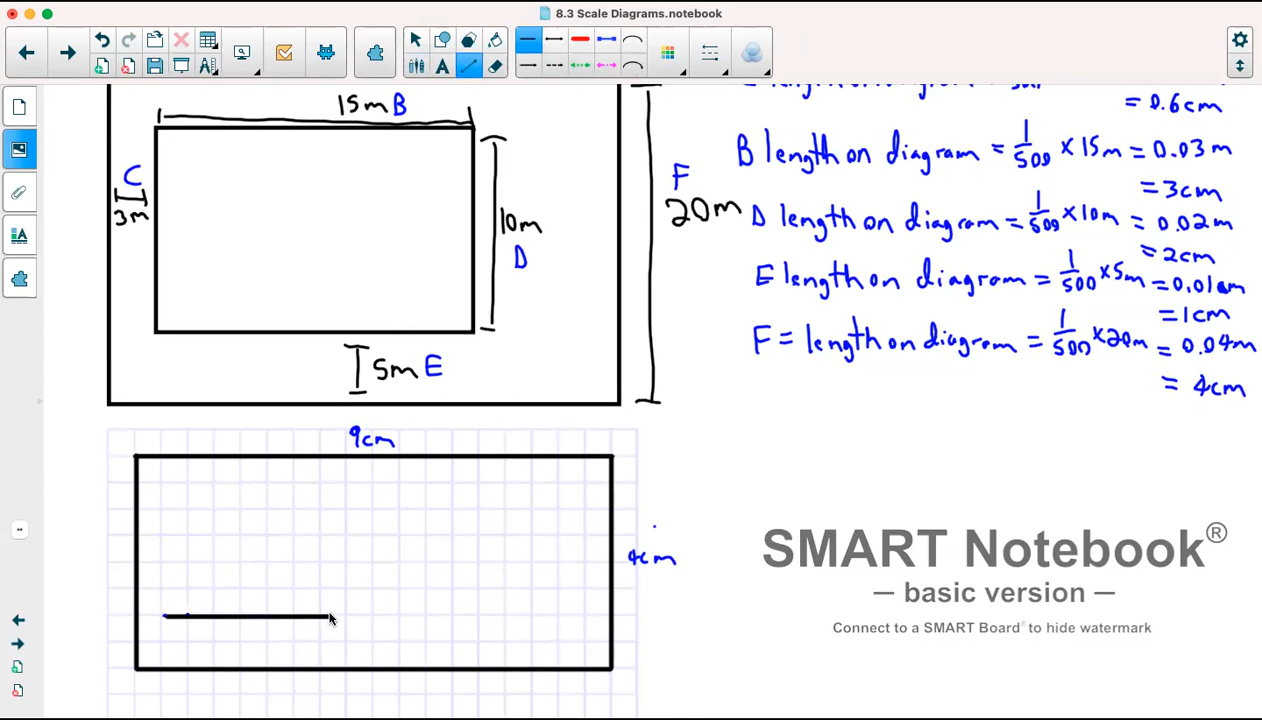 8.3 Scale Diagrams.notebook
= 0.6cm
15m B
B length on diagram = 1/500 × 15m = 0.03m
= 3cm
C
3m
F
20m
10m
D
D length on diagram = 1/500 × 10m = 0.02m
= 2cm
E length on diagram = 1/500 × 5m = 0.01m
= 1cm
F = length on diagram = 1/500 × 20m = 0.04m
= 4cm
5m E
9cm
4cm
SMART Notebook®
— basic version —
Connect to a SMART Board® to hide watermark